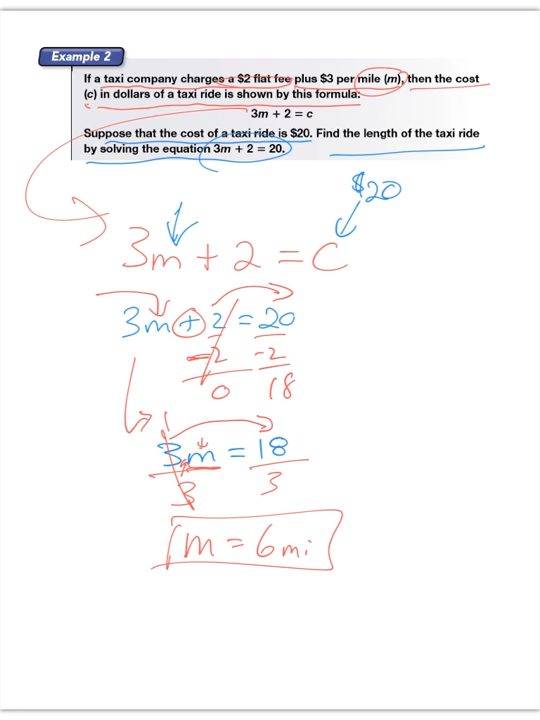 Example 2
If a taxi company charges a $2 flat fee plus $3 per mile (m), then the cost
(c) in dollars of a taxi ride is shown by this formula:
3m + 2 = c
Suppose that the cost of a taxi ride is $20. Find the length of the taxi ride
by solving the equation 3m + 2 = 20.
$20
3m + 2 = C
3m + 2 = 20
-2 -2
0 18
1
3m = 18
3 3
m = 6mi